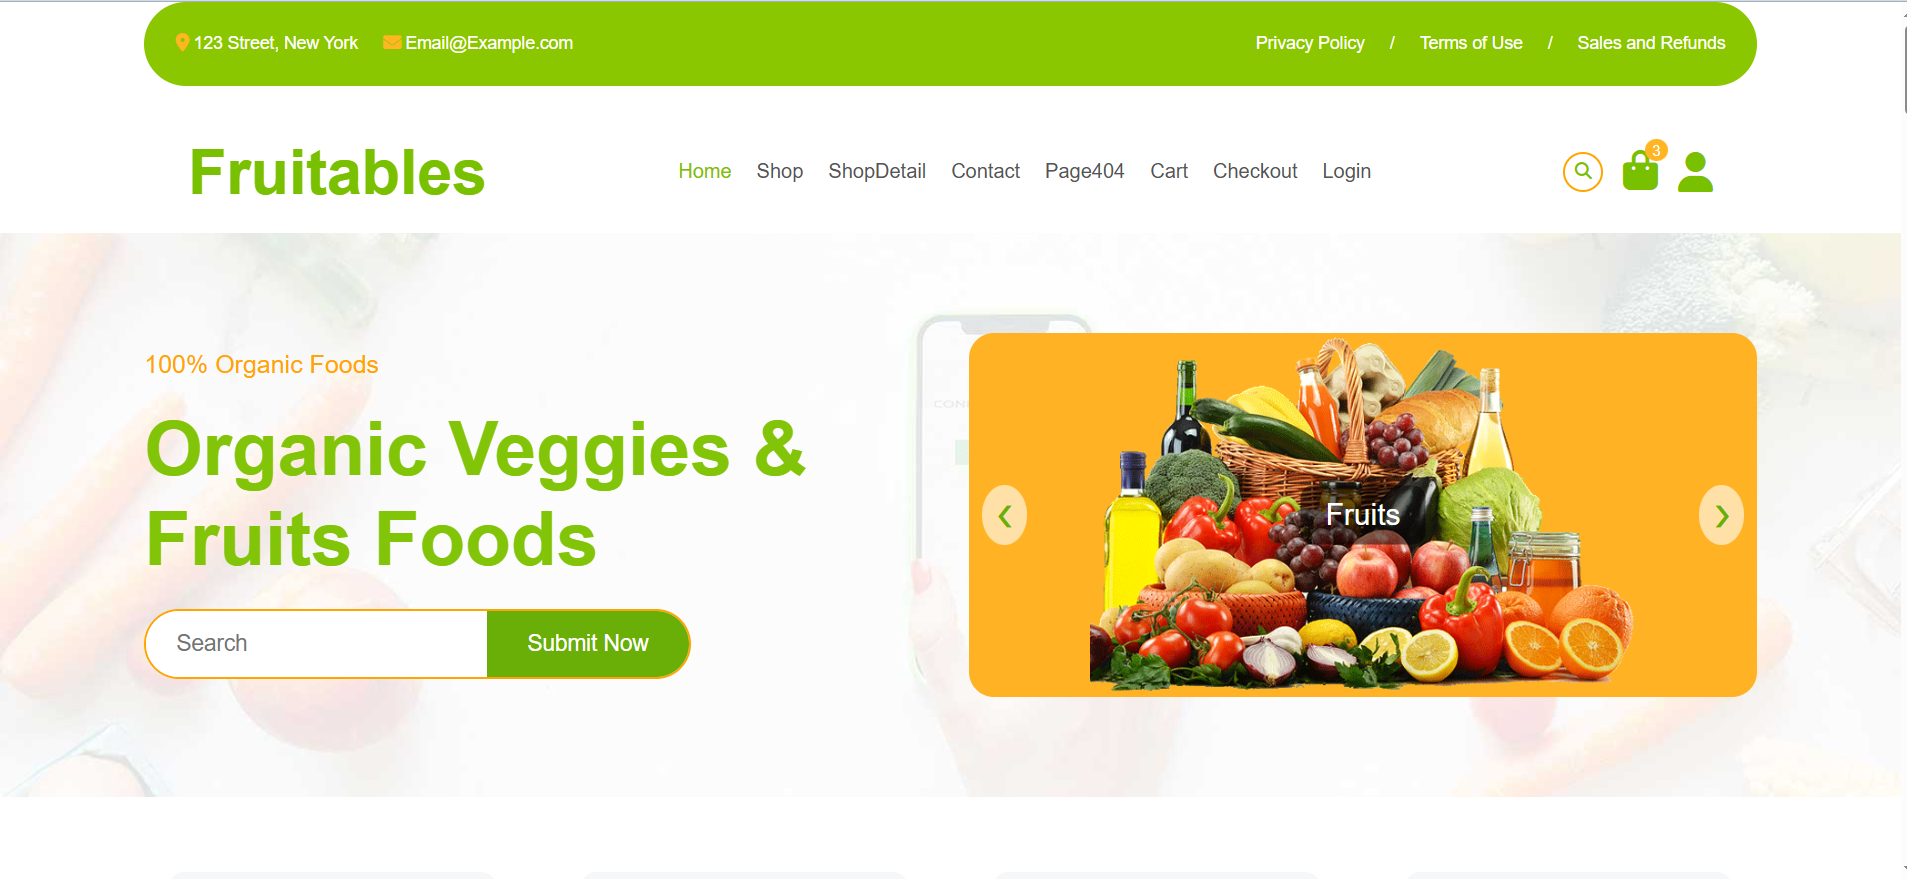 123 Street, New York Email@Example.com Privacy Policy / Terms of Use / Sales and Refunds
Fruitables Home Shop ShopDetail Contact Page404 Cart Checkout Login 3
100% Organic Foods
Organic Veggies &
Fruits Foods
Search Submit Now
❮ Fruits ❯